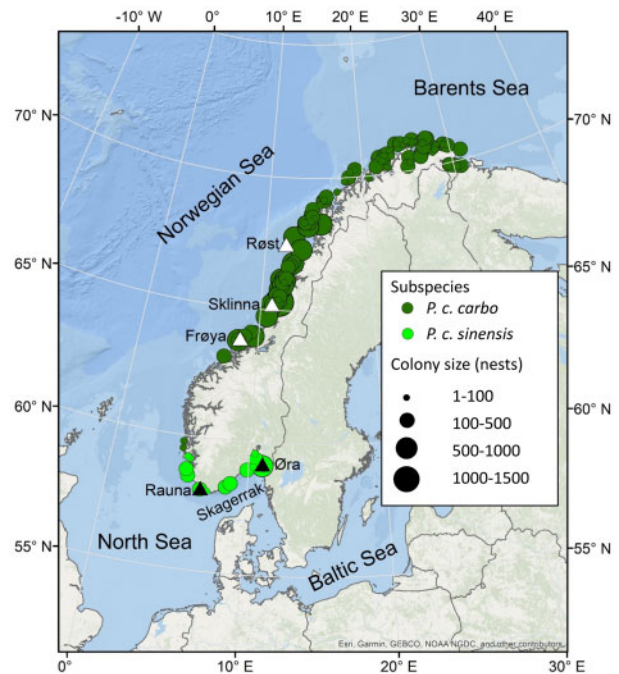 -10° W
0°
10° E
20° E
30° E
40° E
Barents Sea
70° N
70° N
Norwegian Sea
Røst
65° N
65° N
Sklinna
Frøya
Subspecies
P. c. carbo
P. c. sinensis
Colony size (nests)
1-100
100-500
500-1000
1000-1500
60° N
60° N
Øra
Rauna
Skagerrak
North Sea
Baltic Sea
55° N
55° N
Esri, Garmin, GEBCO, NOAA NGDC, and other contributors
0°
10° E
20° E
30° E